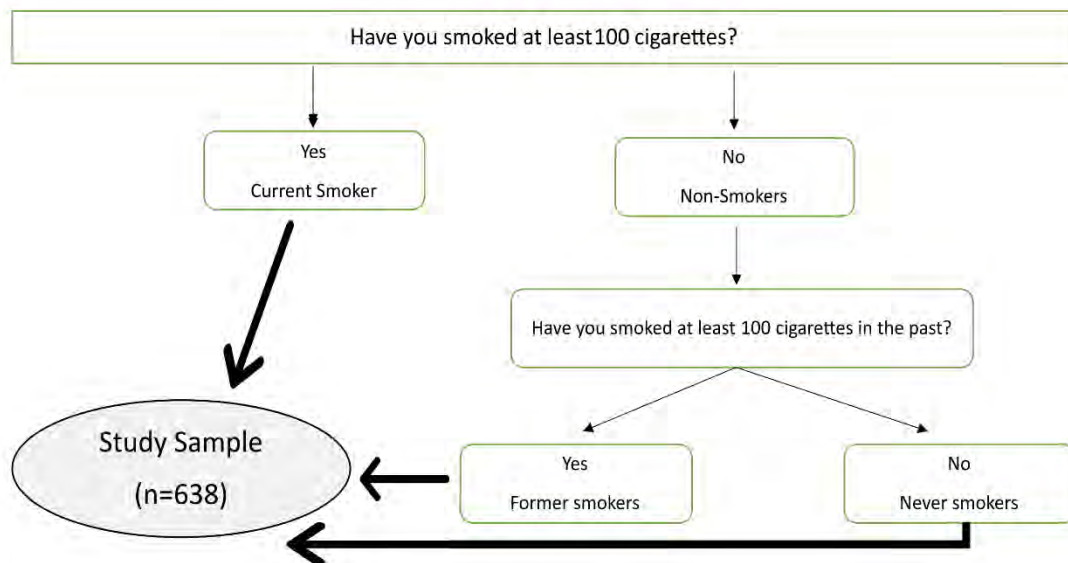 Have you smoked at least100 cigarettes?
Yes
Current Smoker
No
Non-Smokers
Have you smoked at least 100 cigarettes in the past?
Study Sample
(n=638)
Yes
Former smokers
No
Never smokers